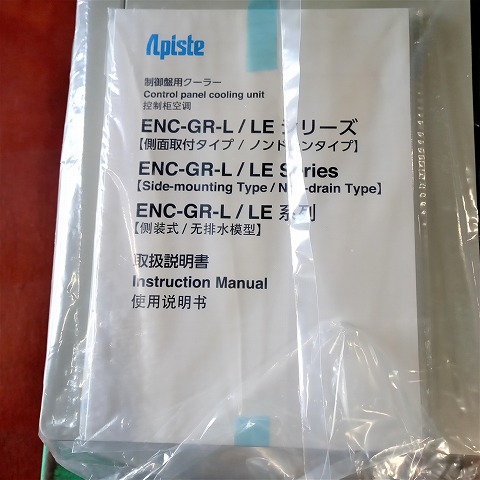 Apiste
制御盤用クーラー
Control panel cooling unit
控制柜空调
ENC-GR-L / LE シリーズ
【側面取付タイプ / ノンドレンタイプ】
ENC-GR-L / LE Series
【Side-mounting Type / Non-drain Type】
ENC-GR-L / LE 系列
【侧装式 / 无排水模型】
取扱説明書
Instruction Manual
使用说明书